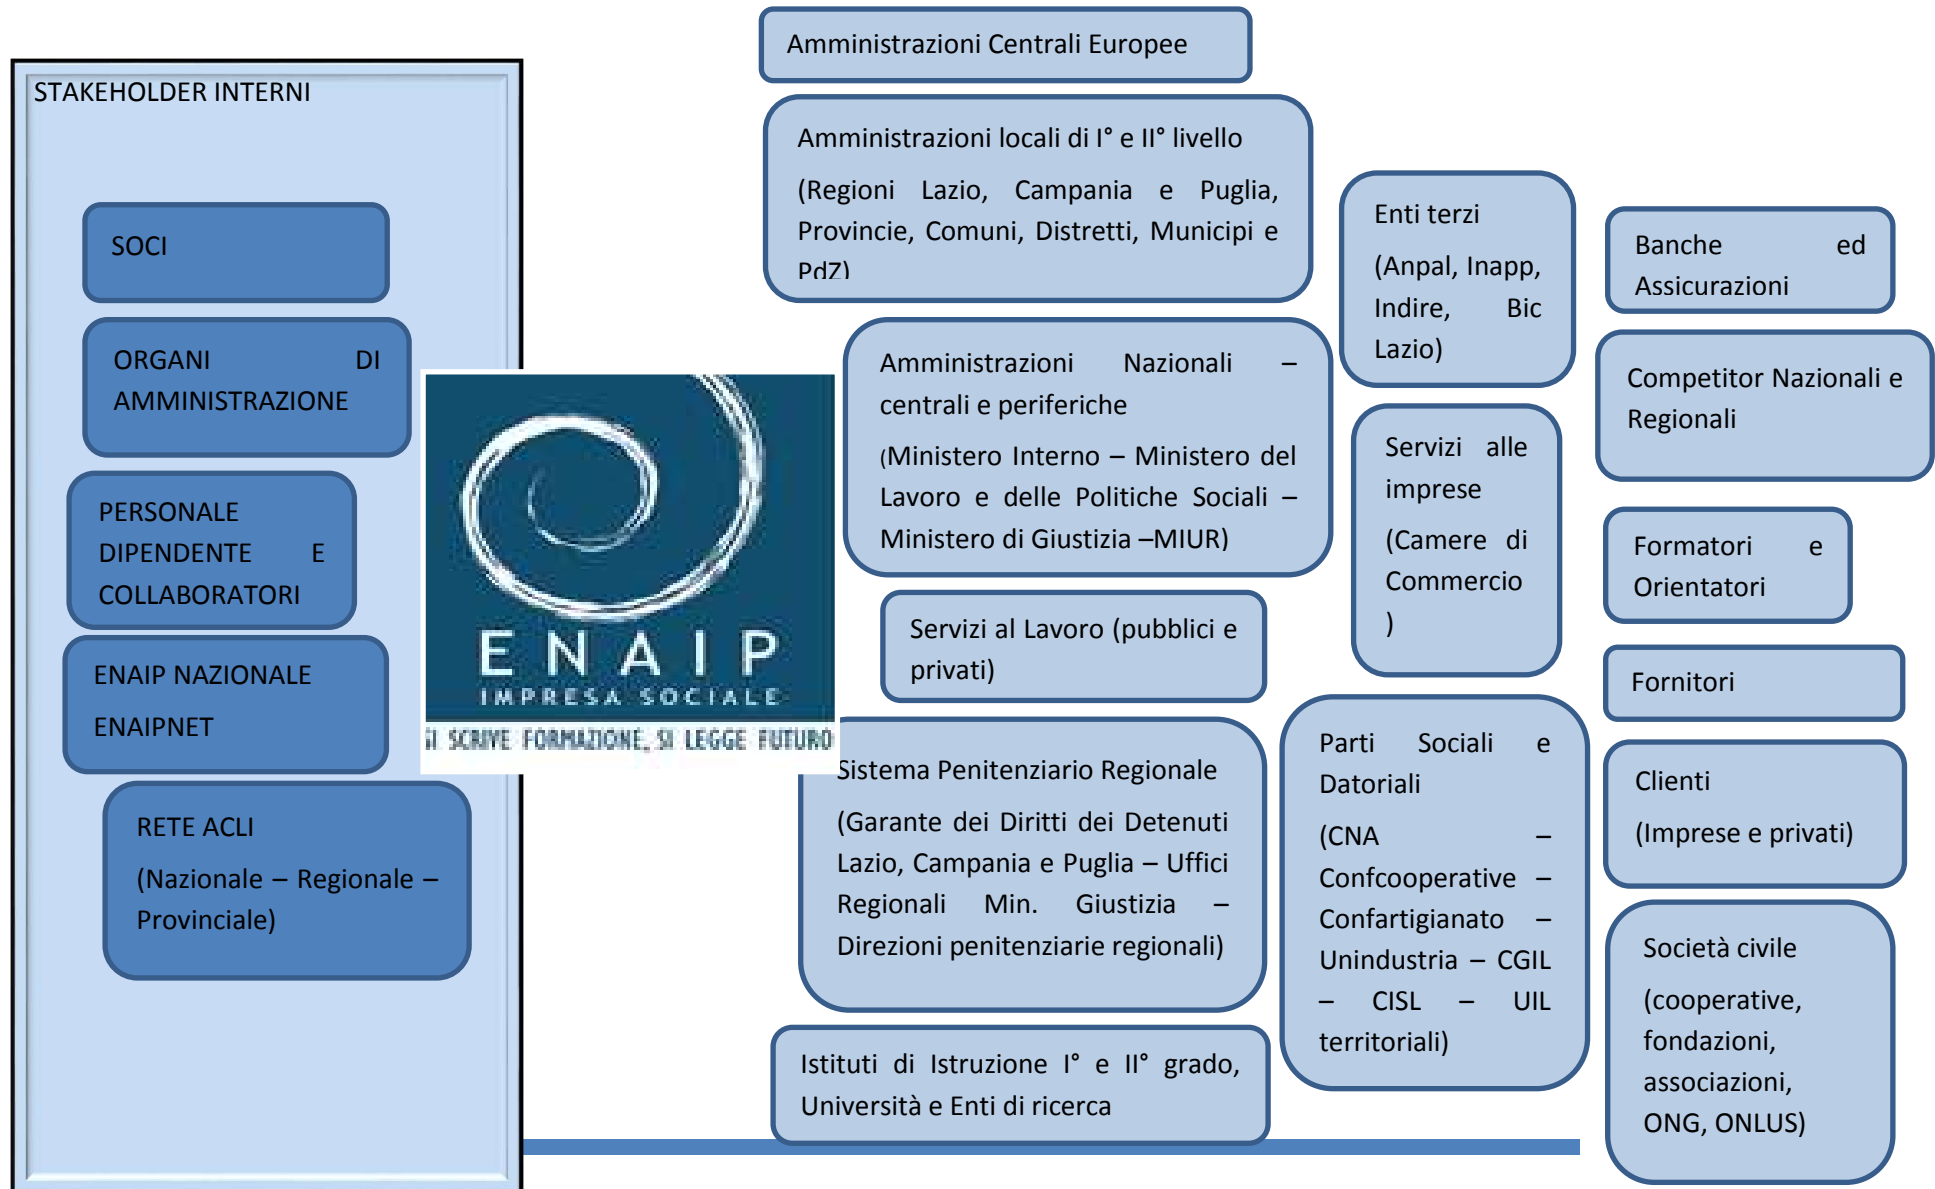 STAKEHOLDER INTERNI
SOCI
ORGANI DI
AMMINISTRAZIONE
PERSONALE
DIPENDENTE E
COLLABORATORI
ENAIP NAZIONALE
ENAIPNET
RETE ACLI
(Nazionale – Regionale –
Provinciale)
ENAIP
IMPRESA SOCIALE
SI SCRIVE FORMAZIONE, SI LEGGE FUTURO
Amministrazioni Centrali Europee
Amministrazioni locali di I° e II° livello
(Regioni Lazio, Campania e Puglia,
Provincie, Comuni, Distretti, Municipi e
PdZ)
Amministrazioni Nazionali –
centrali e periferiche
(Ministero Interno – Ministero del
Lavoro e delle Politiche Sociali –
Ministero di Giustizia –MIUR)
Servizi al Lavoro (pubblici e
privati)
Sistema Penitenziario Regionale
(Garante dei Diritti dei Detenuti
Lazio, Campania e Puglia – Uffici
Regionali Min. Giustizia –
Direzioni penitenziarie regionali)
Istituti di Istruzione I° e II° grado,
Università e Enti di ricerca
Enti terzi
(Anpal, Inapp,
Indire, Bic
Lazio)
Servizi alle
imprese
(Camere di
Commercio
)
Parti Sociali e
Datoriali
(CNA –
Confcooperative –
Confartigianato –
Unindustria – CGIL
– CISL – UIL
territoriali)
Banche ed
Assicurazioni
Competitor Nazionali e
Regionali
Formatori e
Orientatori
Fornitori
Clienti
(Imprese e privati)
Società civile
(cooperative,
fondazioni,
associazioni,
ONG, ONLUS)